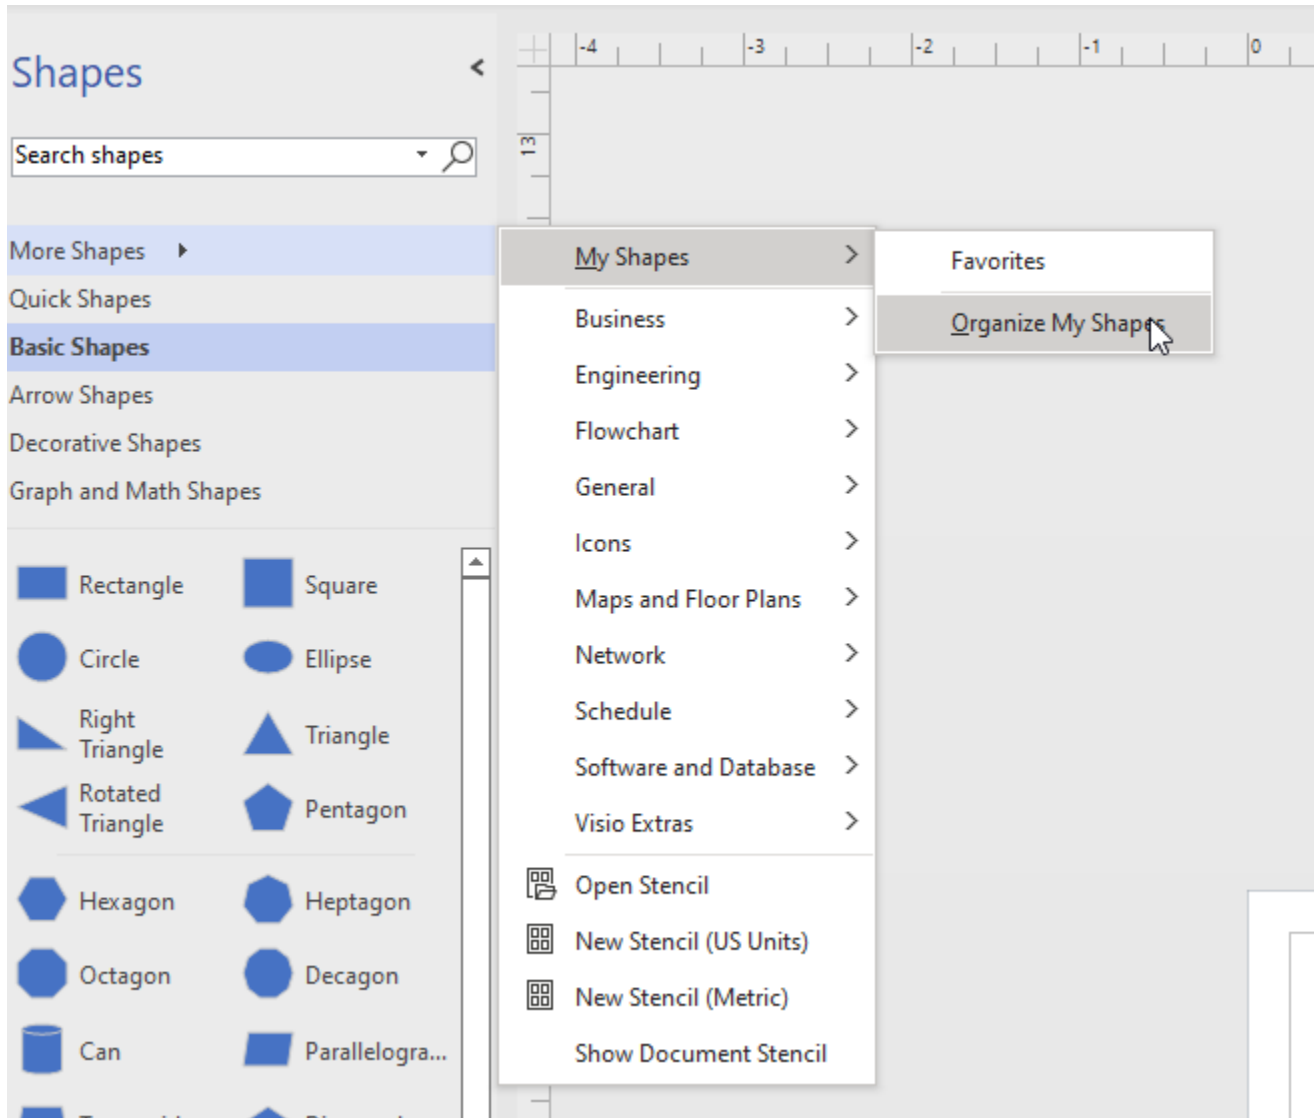 Shapes
Search shapes
More Shapes
Quick Shapes
Basic Shapes
Arrow Shapes
Decorative Shapes
Graph and Math Shapes
Rectangle
Square
Circle
Ellipse
Right
Triangle
Triangle
Rotated
Triangle
Pentagon
Hexagon
Heptagon
Octagon
Decagon
Can
Parallelogra...
-4
-3
-2
-1
0
13
My Shapes
Business
Engineering
Flowchart
General
Icons
Maps and Floor Plans
Network
Schedule
Software and Database
Visio Extras
Open Stencil
New Stencil (US Units)
New Stencil (Metric)
Show Document Stencil
Favorites
Organize My Shapes